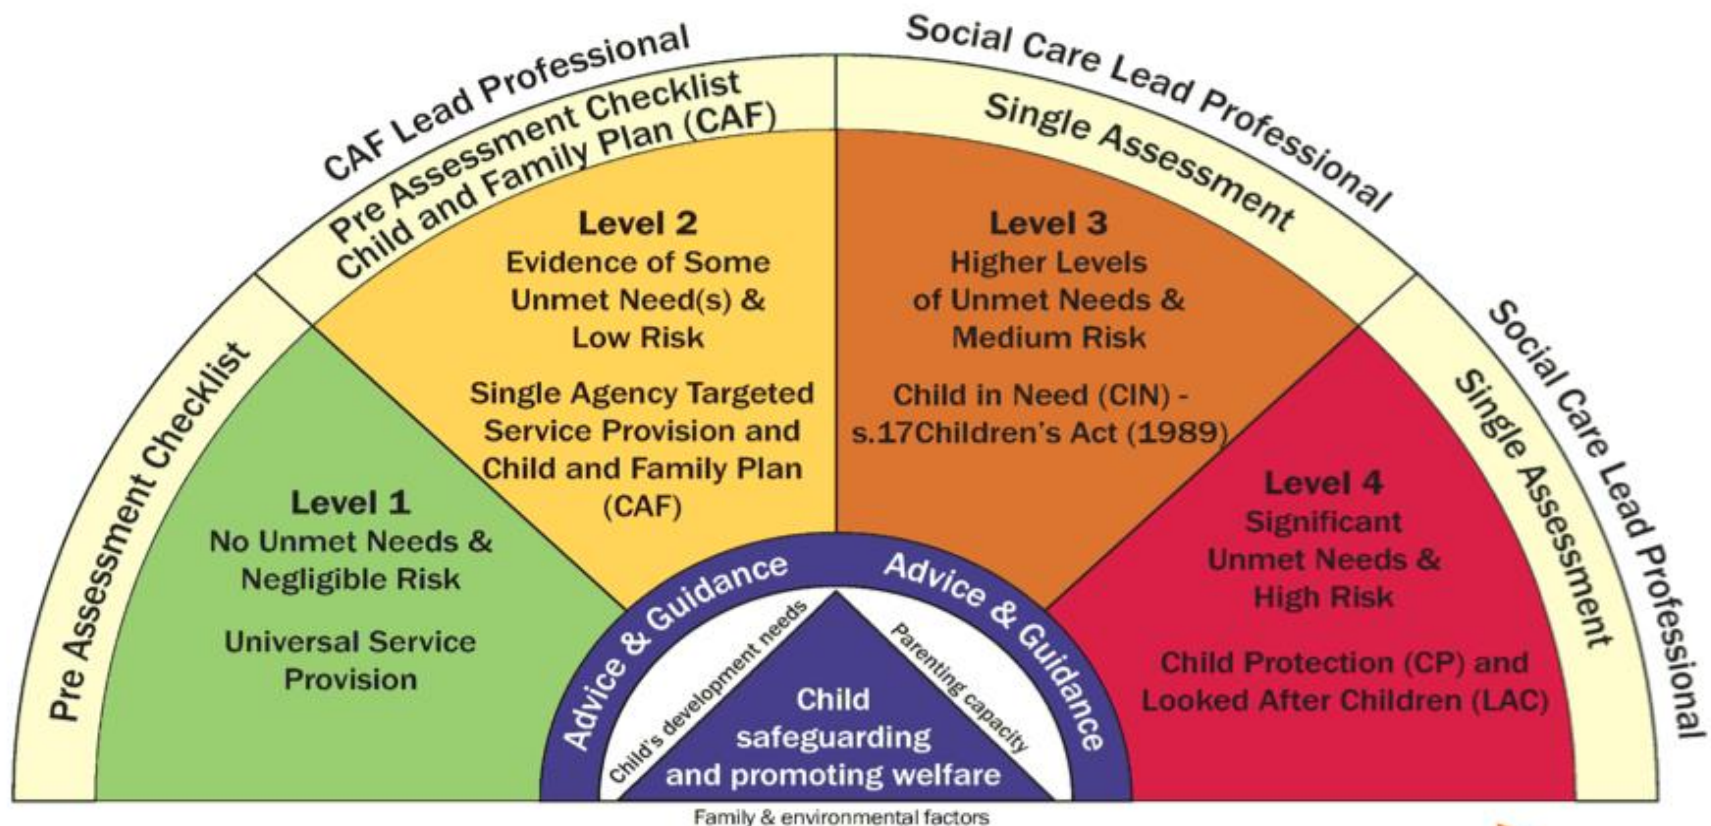 CAF Lead Professional
Social Care Lead Professional
Social Care Lead Professional
Pre Assessment Checklist
Pre Assessment Checklist
Child and Family Plan (CAF)
Single Assessment
Single Assessment
Level 1
No Unmet Needs &
Negligible Risk
Universal Service
Provision
Level 2
Evidence of Some
Unmet Need(s) &
Low Risk
Single Agency Targeted
Service Provision and
Child and Family Plan
(CAF)
Level 3
Higher Levels
of Unmet Needs &
Medium Risk
Child in Need (CIN) -
s.17Children's Act (1989)
Level 4
Significant
Unmet Needs &
High Risk
Child Protection (CP) and
Looked After Children (LAC)
Advice & Guidance
Advice & Guidance
Child's development needs
Parenting capacity
Child
safeguarding
and promoting welfare
Family & environmental factors